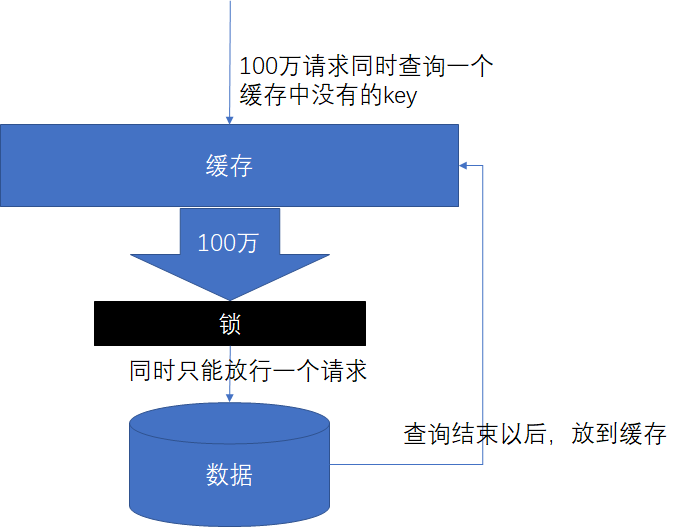 100万请求同时查询一个
缓存中没有的key
缓存
100万
锁
同时只能放行一个请求
查询结束以后，放到缓存
数据